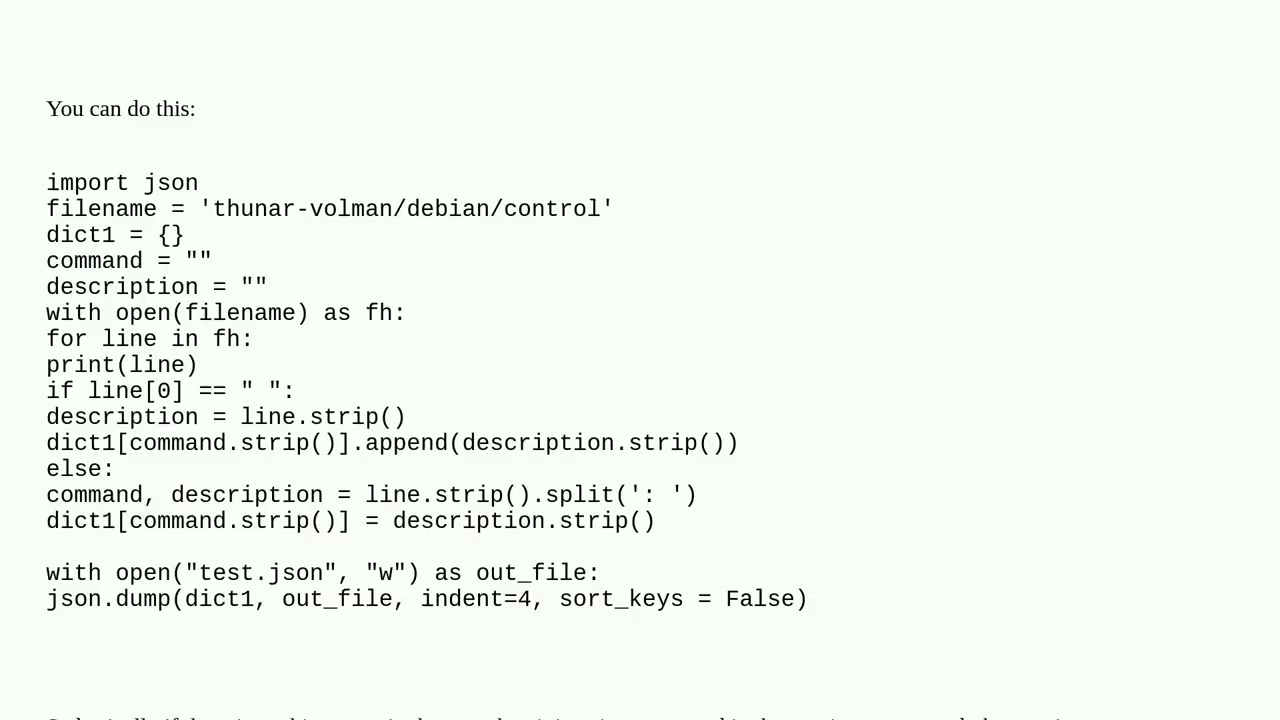 You can do this:
import json
filename = 'thunar-volman/debian/control'
dict1 = {}
command = ""
description = ""
with open(filename) as fh:
for line in fh:
print(line)
if line[0] == " ":
description = line.strip()
dict1[command.strip()].append(description.strip())
else:
command, description = line.strip().split(': ')
dict1[command.strip()] = description.strip()
with open("test.json", "w") as out_file:
json.dump(dict1, out_file, indent=4, sort_keys = False)